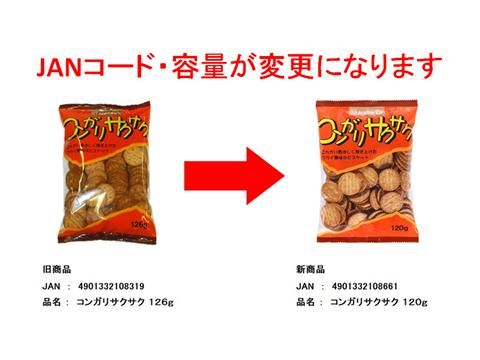 JANコード・容量が変更になります
コンガリサクサク
126g
コンガリサクサク
120g
旧商品
JAN ： 4901332108319
品名 ： コンガリサクサク 126g
新商品
JAN ： 4901332108661
品名 ： コンガリサクサク 120g